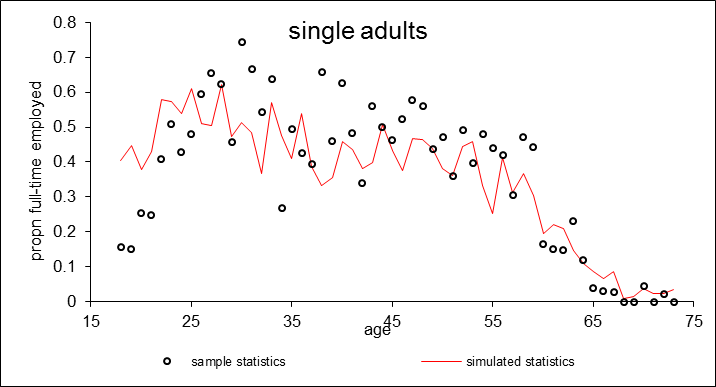 single adults
propn full-time employed
0.8
0.7
0.6
0.5
0.4
0.3
0.2
0.1
0
15 25 35 45 55 65 75
age
sample statistics simulated statistics